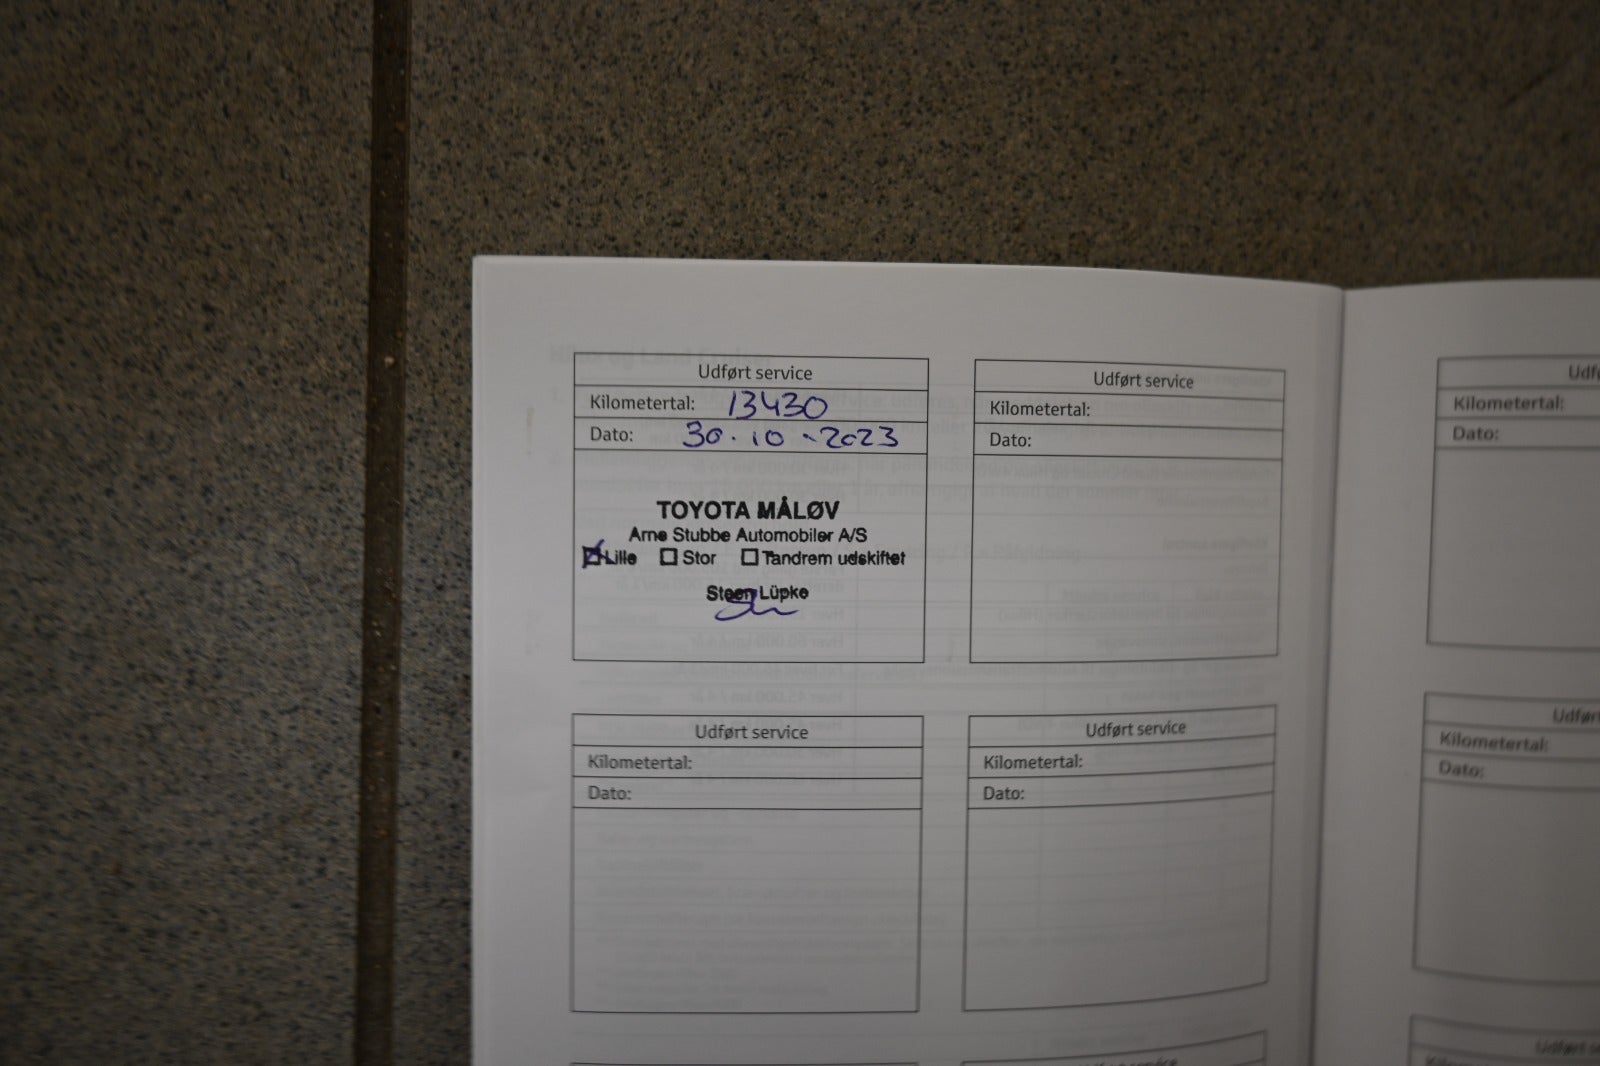 Udført service
Kilometertal: 13430
Dato: 30.10.2023
TOYOTA MÅLØV
Arne Stubbe Automobiler A/S
Lille Stor Tandrem udskiftet
Steen Lüpke
Udført service
Kilometertal:
Dato:
Udført service
Kilometertal:
Dato:
Udført service
Kilometertal:
Dato:
Kilometertal:
Dato:
Kilometertal:
Dato: